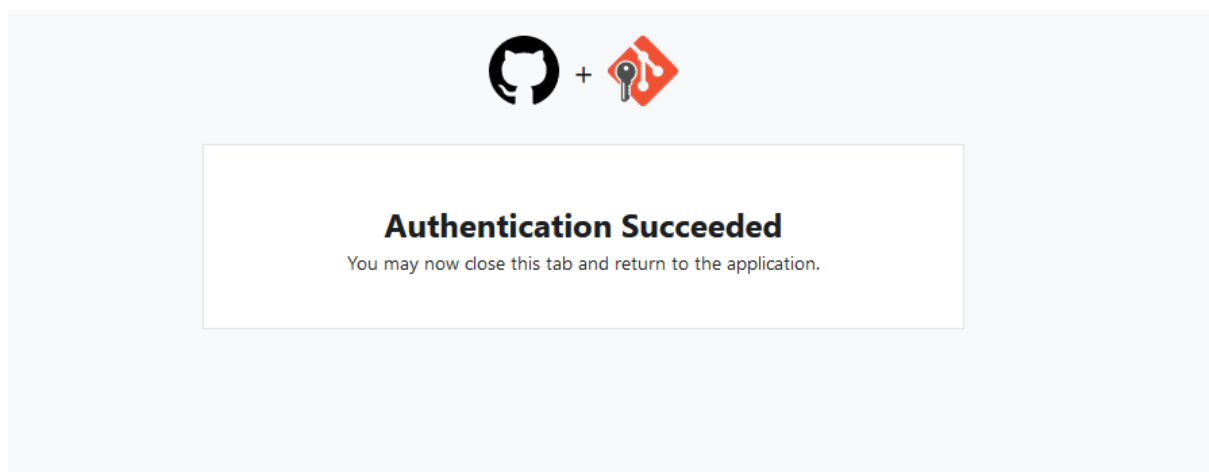 +
Authentication Succeeded
You may now close this tab and return to the application.